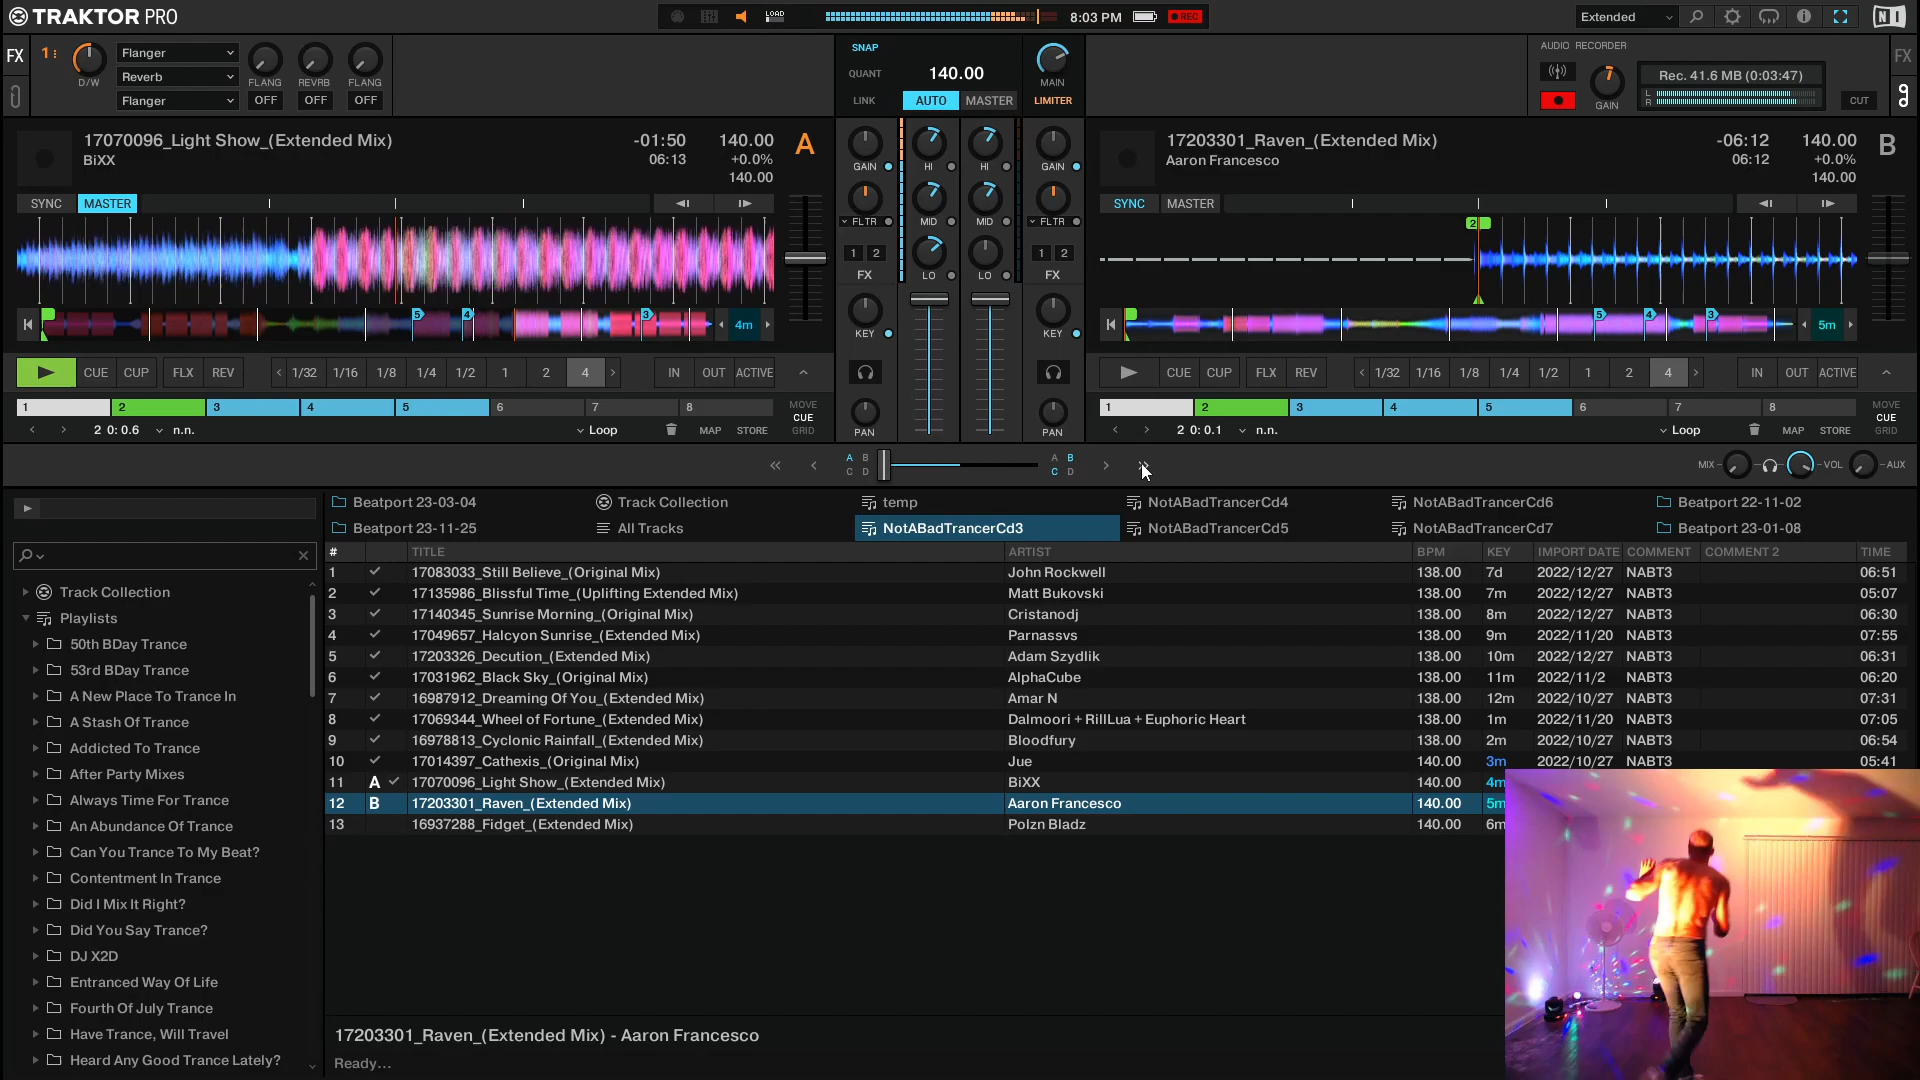 TRAKTOR PRO
LOAD
8:03 PM
REC
Extended
FX
1
D/W
Flanger
Reverb
Flanger
FLANG
REVRB
FLANG
OFF
OFF
OFF
SNAP
QUANT
140.00
LINK
AUTO
MASTER
MAIN
LIMITER
AUDIO RECORDER
GAIN
Rec. 41.6 MB (0:03:47)
L
R
CUT
FX
17070096_Light Show_(Extended Mix)
BiXX
-01:50
06:13
140.00
+0.0%
140.00
A
SYNC
MASTER
5
4
3
4m
CUE
CUP
FLX
REV
1/32
1/16
1/8
1/4
1/2
1
2
4
IN
OUT
ACTIVE
1
2
3
4
5
6
7
8
MOVE
CUE
GRID
2 0: 0.6
n.n.
Loop
MAP
STORE
GAIN
HI
HI
GAIN
FLTR
MID
MID
FLTR
1
2
FX
LO
LO
1
2
FX
KEY
KEY
PAN
PAN
17203301_Raven_(Extended Mix)
Aaron Francesco
-06:12
06:12
140.00
+0.0%
140.00
B
SYNC
MASTER
2
5
4
3
5m
CUE
CUP
FLX
REV
1/32
1/16
1/8
1/4
1/2
1
2
4
IN
OUT
ACTIVE
1
2
3
4
5
6
7
8
MOVE
CUE
GRID
2 0: 0.1
n.n.
Loop
MAP
STORE
A B
C D
A B
C D
MIX
VOL
AUX
Beatport 23-03-04
Track Collection
temp
NotABadTrancerCd4
NotABadTrancerCd6
Beatport 22-11-02
Beatport 23-11-25
All Tracks
NotABadTrancerCd3
NotABadTrancerCd5
NotABadTrancerCd7
Beatport 23-01-08
Track Collection
Playlists
50th BDay Trance
53rd BDay Trance
A New Place To Trance In
A Stash Of Trance
Addicted To Trance
After Party Mixes
Always Time For Trance
An Abundance Of Trance
Can You Trance To My Beat?
Contentment In Trance
Did I Mix It Right?
Did You Say Trance?
DJ X2D
Entranced Way Of Life
Fourth Of July Trance
Have Trance, Will Travel
Heard Any Good Trance Lately?
# TITLE ARTIST BPM KEY IMPORT DATE COMMENT COMMENT 2 TIME
1 17083033_Still Believe_(Original Mix) John Rockwell 138.00 7d 2022/12/27 NABT3 06:51
2 17135986_Blissful Time_(Uplifting Extended Mix) Matt Bukovski 138.00 7m 2022/12/27 NABT3 05:07
3 17140345_Sunrise Morning_(Original Mix) Cristanodj 138.00 8m 2022/12/27 NABT3 06:30
4 17049657_Halcyon Sunrise_(Extended Mix) Parnassvs 138.00 9m 2022/11/20 NABT3 07:55
5 17203326_Decution_(Extended Mix) Adam Szydlik 138.00 10m 2022/12/27 NABT3 06:31
6 17031962_Black Sky_(Original Mix) AlphaCube 138.00 11m 2022/11/2 NABT3 06:20
7 16987912_Dreaming Of You_(Extended Mix) Amar N 138.00 12m 2022/10/27 NABT3 07:31
8 17069344_Wheel of Fortune_(Extended Mix) Dalmoori + RillLua + Euphoric Heart 138.00 1m 2022/11/20 NABT3 07:05
9 16978813_Cyclonic Rainfall_(Extended Mix) Bloodfury 138.00 2m 2022/10/27 NABT3 06:54
10 17014397_Cathexis_(Original Mix) Jue 140.00 3m 2022/10/27 NABT3 05:41
11 A 17070096_Light Show_(Extended Mix) BiXX 140.00 4m
12 B 17203301_Raven_(Extended Mix) Aaron Francesco 140.00 5m
13 16937288_Fidget_(Extended Mix) Polzn Bladz 140.00 6m
17203301_Raven_(Extended Mix) - Aaron Francesco
Ready...